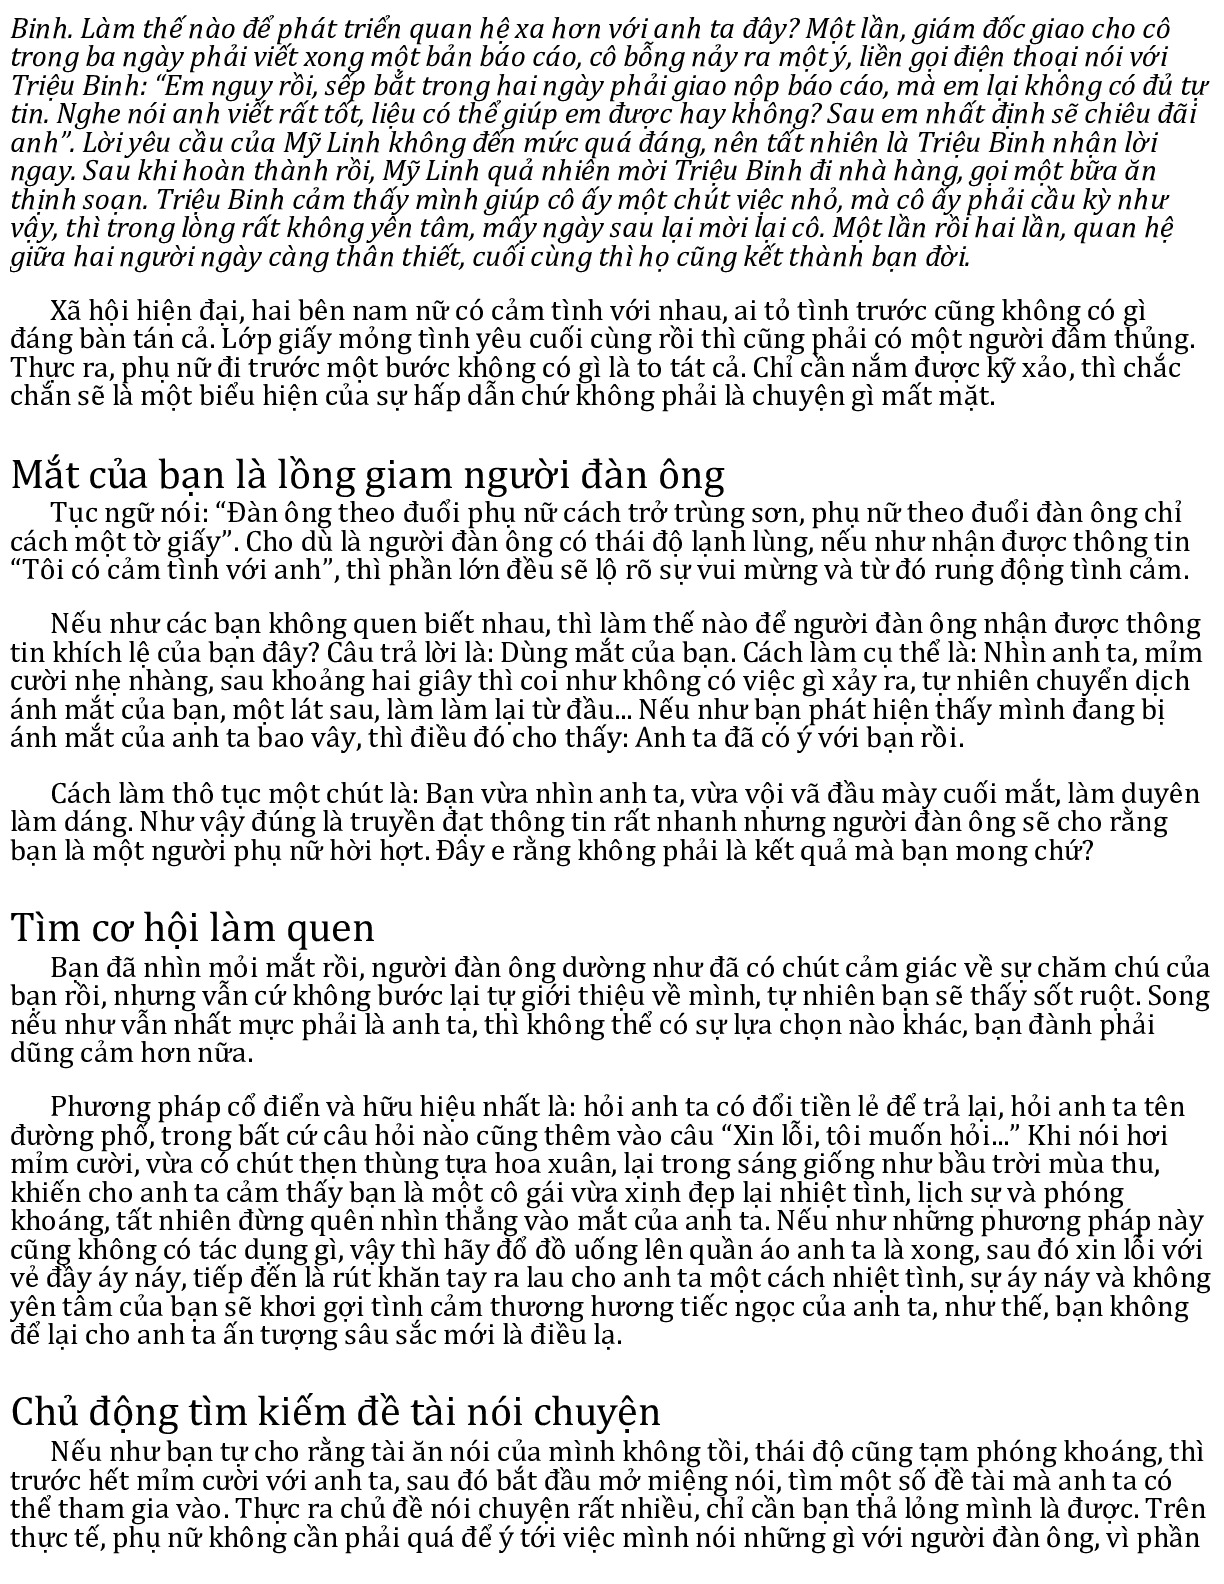 Binh. Làm thế nào để phát triển quan hệ xa hơn với anh ta đây? Một lần, giám đốc giao cho cô
trong ba ngày phải viết xong một bản báo cáo, cô bỗng nảy ra một ý, liền gọi điện thoại nói với
Triệu Binh: “Em nguy rồi, sếp bắt trong hai ngày phải giao nộp báo cáo, mà em lại không có đủ tự
tin. Nghe nói anh viết rất tốt, liệu có thể giúp em được hay không? Sau em nhất định sẽ chiêu đãi
anh”. Lời yêu cầu của Mỹ Linh không đến mức quá đáng, nên tất nhiên là Triệu Binh nhận lời
ngay. Sau khi hoàn thành rồi, Mỹ Linh quả nhiên mời Triệu Binh đi nhà hàng, gọi một bữa ăn
thịnh soạn. Triệu Binh cảm thấy mình giúp cô ấy một chút việc nhỏ, mà cô ấy phải cầu kỳ như
vậy, thì trong lòng rất không yên tâm, mấy ngày sau lại mời lại cô. Một lần rồi hai lần, quan hệ
giữa hai người ngày càng thân thiết, cuối cùng thì họ cũng kết thành bạn đời.
Xã hội hiện đại, hai bên nam nữ có cảm tình với nhau, ai tỏ tình trước cũng không có gì
đáng bàn tán cả. Lớp giấy mỏng tình yêu cuối cùng rồi thì cũng phải có một người đâm thủng.
Thực ra, phụ nữ đi trước một bước không có gì là to tát cả. Chỉ cần nắm được kỹ xảo, thì chắc
chắn sẽ là một biểu hiện của sự hấp dẫn chứ không phải là chuyện gì mất mặt.
Mắt của bạn là lồng giam người đàn ông
Tục ngữ nói: “Đàn ông theo đuổi phụ nữ cách trở trùng sơn, phụ nữ theo đuổi đàn ông chỉ
cách một tờ giấy”. Cho dù là người đàn ông có thái độ lạnh lùng, nếu như nhận được thông tin
“Tôi có cảm tình với anh”, thì phần lớn đều sẽ lộ rõ sự vui mừng và từ đó rung động tình cảm.
Nếu như các bạn không quen biết nhau, thì làm thế nào để người đàn ông nhận được thông
tin khích lệ của bạn đây? Câu trả lời là: Dùng mắt của bạn. Cách làm cụ thể là: Nhìn anh ta, mỉm
cười nhẹ nhàng, sau khoảng hai giây thì coi như không có việc gì xảy ra, tự nhiên chuyển dịch
ánh mắt của bạn, một lát sau, làm làm lại từ đầu... Nếu như bạn phát hiện thấy mình đang bị
ánh mắt của anh ta bao vây, thì điều đó cho thấy: Anh ta đã có ý với bạn rồi.
Cách làm thô tục một chút là: Bạn vừa nhìn anh ta, vừa vội vã đầu mày cuối mắt, làm duyên
làm dáng. Như vậy đúng là truyền đạt thông tin rất nhanh nhưng người đàn ông sẽ cho rằng
bạn là một người phụ nữ hời hợt. Đây e rằng không phải là kết quả mà bạn mong chứ?
Tìm cơ hội làm quen
Bạn đã nhìn mỏi mắt rồi, người đàn ông dường như đã có chút cảm giác về sự chăm chú của
bạn rồi, nhưng vẫn cứ không bước lại tự giới thiệu về mình, tự nhiên bạn sẽ thấy sốt ruột. Song
nếu như vẫn nhất mực phải là anh ta, thì không thể có sự lựa chọn nào khác, bạn đành phải
dũng cảm hơn nữa.
Phương pháp cổ điển và hữu hiệu nhất là: hỏi anh ta có đổi tiền lẻ để trả lại, hỏi anh ta tên
đường phố, trong bất cứ câu hỏi nào cũng thêm vào câu “Xin lỗi, tôi muốn hỏi...” Khi nói hơi
mỉm cười, vừa có chút thẹn thùng tựa hoa xuân, lại trong sáng giống như bầu trời mùa thu,
khiến cho anh ta cảm thấy bạn là một cô gái vừa xinh đẹp lại nhiệt tình, lịch sự và phóng
khoáng, tất nhiên đừng quên nhìn thẳng vào mắt của anh ta. Nếu như những phương pháp này
cũng không có tác dụng gì, vậy thì hãy đổ đồ uống lên quần áo anh ta là xong, sau đó xin lỗi với
vẻ đầy áy náy, tiếp đến là rút khăn tay ra lau cho anh ta một cách nhiệt tình, sự áy náy và không
yên tâm của bạn sẽ khơi gợi tình cảm thương hương tiếc ngọc của anh ta, như thế, bạn không
để lại cho anh ta ấn tượng sâu sắc mới là điều lạ.
Chủ động tìm kiếm đề tài nói chuyện
Nếu như bạn tự cho rằng tài ăn nói của mình không tồi, thái độ cũng tạm phóng khoáng, thì
trước hết mỉm cười với anh ta, sau đó bắt đầu mở miệng nói, tìm một số đề tài mà anh ta có
thể tham gia vào. Thực ra chủ đề nói chuyện rất nhiều, chỉ cần bạn thả lỏng mình là được. Trên
thực tế, phụ nữ không cần phải quá để ý tới việc mình nói những gì với người đàn ông, vì phần